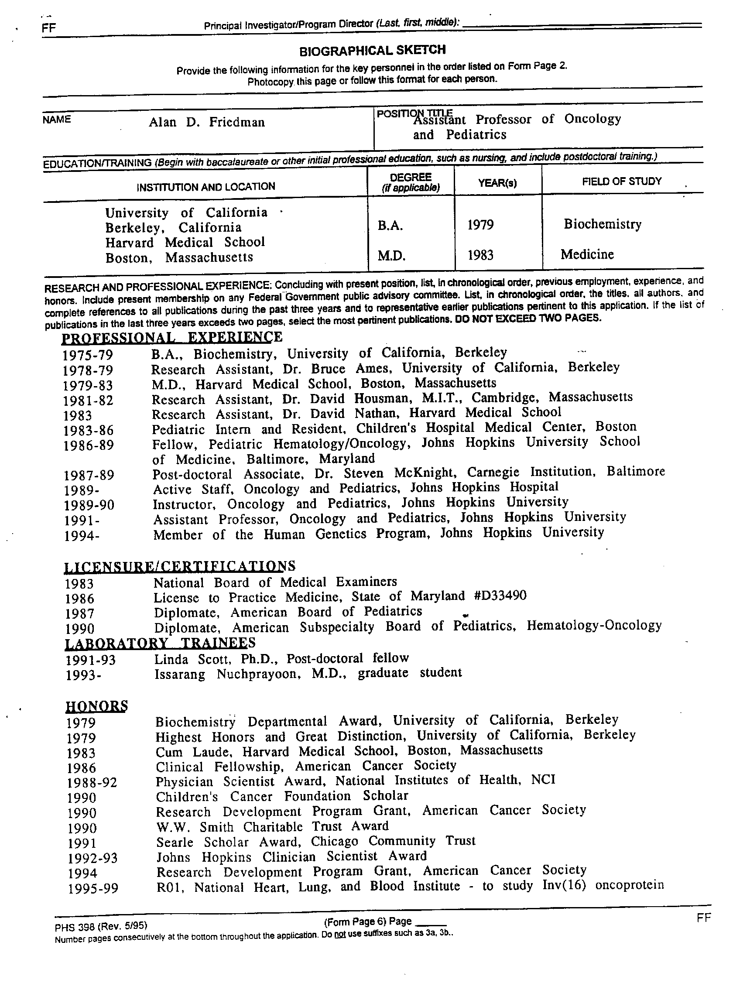 FF
Principal Investigator/Program Director (Last, first, middle):
BIOGRAPHICAL SKETCH
Provide the following information for the key personnel in the order listed on Form Page 2.
Photocopy this page or follow this format for each person.
NAME
Alan D. Friedman
POSITION TITLE
Assistant Professor of Oncology
and Pediatrics
EDUCATION/TRAINING (Begin with baccalaureate or other initial professional education, such as nursing, and include postdoctoral training.)
INSTITUTION AND LOCATION DEGREE (if applicable) YEAR(s) FIELD OF STUDY
University of California
Berkeley, California B.A. 1979 Biochemistry
Harvard Medical School
Boston, Massachusetts M.D. 1983 Medicine
RESEARCH AND PROFESSIONAL EXPERIENCE: Concluding with present position, list, in chronological order, previous employment, experience, and
honors. Include present membership on any Federal Government public advisory committee. List, in chronological order, the titles, all authors, and
complete references to all publications during the past three years and to representative earlier publications pertinent to this application. If the list of
publications in the last three years exceeds two pages, select the most pertinent publications. DO NOT EXCEED TWO PAGES.
PROFESSIONAL EXPERIENCE
1975-79 B.A., Biochemistry, University of California, Berkeley
1978-79 Research Assistant, Dr. Bruce Ames, University of California, Berkeley
1979-83 M.D., Harvard Medical School, Boston, Massachusetts
1981-82 Research Assistant, Dr. David Housman, M.I.T., Cambridge, Massachusetts
1983 Research Assistant, Dr. David Nathan, Harvard Medical School
1983-86 Pediatric Intern and Resident, Children's Hospital Medical Center, Boston
1986-89 Fellow, Pediatric Hematology/Oncology, Johns Hopkins University School
of Medicine, Baltimore, Maryland
1987-89 Post-doctoral Associate, Dr. Steven McKnight, Carnegie Institution, Baltimore
1989- Active Staff, Oncology and Pediatrics, Johns Hopkins Hospital
1989-90 Instructor, Oncology and Pediatrics, Johns Hopkins University
1991- Assistant Professor, Oncology and Pediatrics, Johns Hopkins University
1994- Member of the Human Genetics Program, Johns Hopkins University
LICENSURE/CERTIFICATIONS
1983 National Board of Medical Examiners
1986 License to Practice Medicine, State of Maryland #D33490
1987 Diplomate, American Board of Pediatrics
1990 Diplomate, American Subspecialty Board of Pediatrics, Hematology-Oncology
LABORATORY TRAINEES
1991-93 Linda Scott, Ph.D., Post-doctoral fellow
1993- Issarang Nuchprayoon, M.D., graduate student
HONORS
1979 Biochemistry Departmental Award, University of California, Berkeley
1979 Highest Honors and Great Distinction, University of California, Berkeley
1983 Cum Laude, Harvard Medical School, Boston, Massachusetts
1986 Clinical Fellowship, American Cancer Society
1988-92 Physician Scientist Award, National Institutes of Health, NCI
1990 Children's Cancer Foundation Scholar
1990 Research Development Program Grant, American Cancer Society
1990 W.W. Smith Charitable Trust Award
1991 Searle Scholar Award, Chicago Community Trust
1992-93 Johns Hopkins Clinician Scientist Award
1994 Research Development Program Grant, American Cancer Society
1995-99 R01, National Heart, Lung, and Blood Institute - to study Inv(16) oncoprotein
PHS 398 (Rev. 5/95) (Form Page 6) Page FF
Number pages consecutively at the bottom throughout the application. Do not use suffixes such as 3a, 3b..